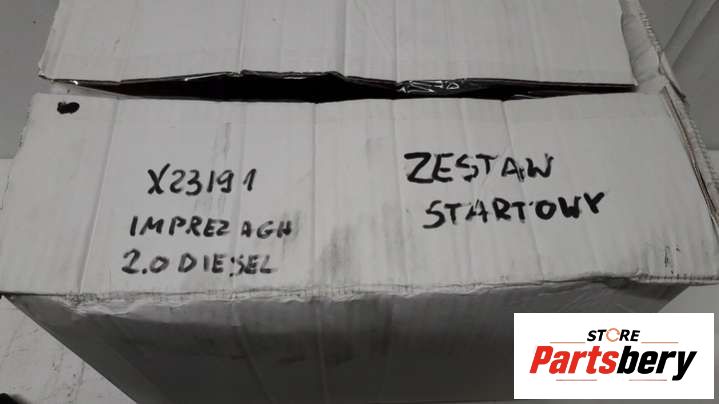 X23191
IMPREZA GH
2.0 DIESEL
ZESTAW
STARTOWY
STORE
Partsbery